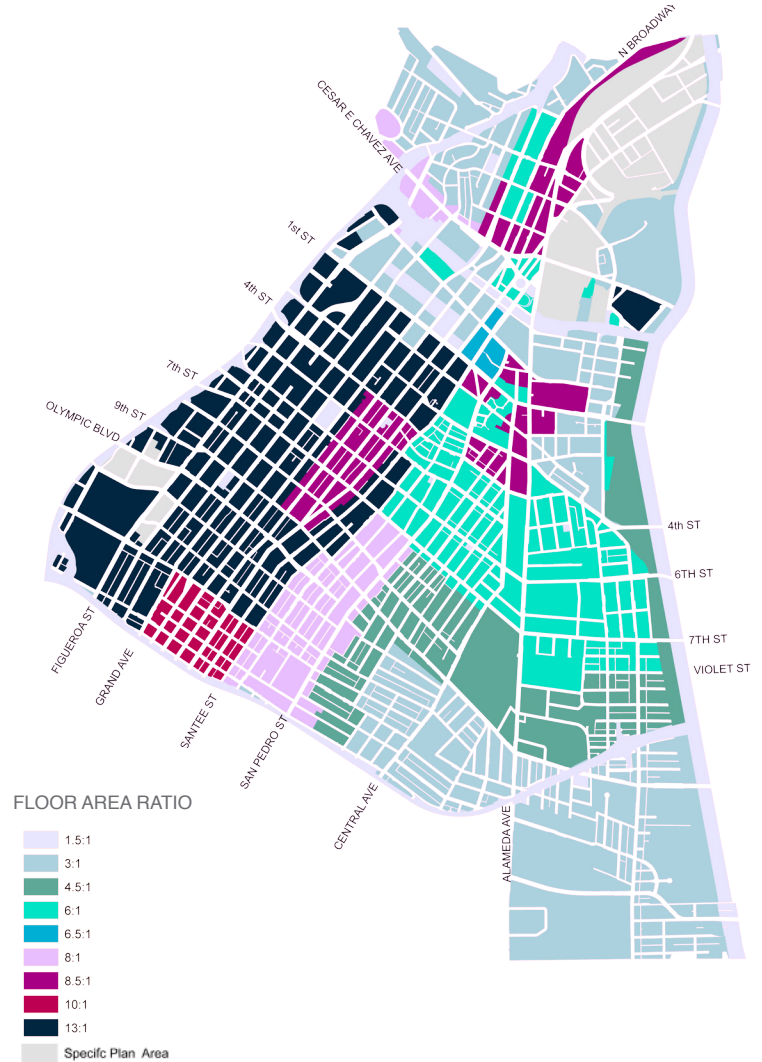 N BROADWAY
CESAR E CHAVEZ AVE
1st ST
4th ST
7th ST
9th ST
OLYMPIC BLVD
4th ST
6TH ST
7TH ST
VIOLET ST
FIGUEROA ST
GRAND AVE
SANTEE ST
SAN PEDRO ST
CENTRAL AVE
ALAMEDA AVE
FLOOR AREA RATIO
1.5:1
3:1
4.5:1
6:1
6.5:1
8:1
8.5:1
10:1
13:1
Specifc Plan Area